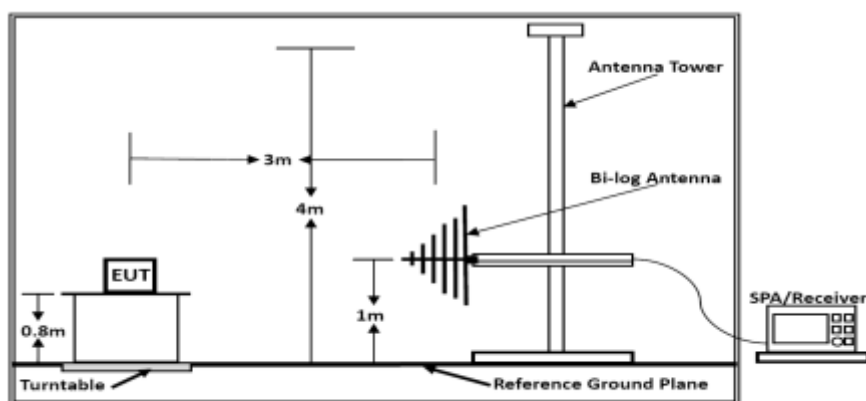 Antenna Tower
3m
Bi-log Antenna
4m
EUT
SPA/Receiver
0.8m
1m
Turntable
Reference Ground Plane